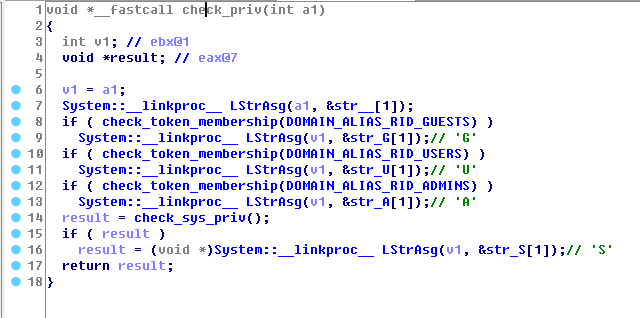 1 void *__fastcall check_priv(int a1)
2 {
3 int v1; // ebx@1
4 void *result; // eax@7
5
6 v1 = a1;
7 System::__linkproc__ LStrAsg(a1, &str__[1]);
8 if ( check_token_membership(DOMAIN_ALIAS_RID_GUESTS) )
9 System::__linkproc__ LStrAsg(v1, &str_G[1]);// 'G'
10 if ( check_token_membership(DOMAIN_ALIAS_RID_USERS) )
11 System::__linkproc__ LStrAsg(v1, &str_U[1]);// 'U'
12 if ( check_token_membership(DOMAIN_ALIAS_RID_ADMINS) )
13 System::__linkproc__ LStrAsg(v1, &str_A[1]);// 'A'
14 result = check_sys_priv();
15 if ( result )
16 result = (void *)System::__linkproc__ LStrAsg(v1, &str_S[1]);// 'S'
17 return result;
18 }